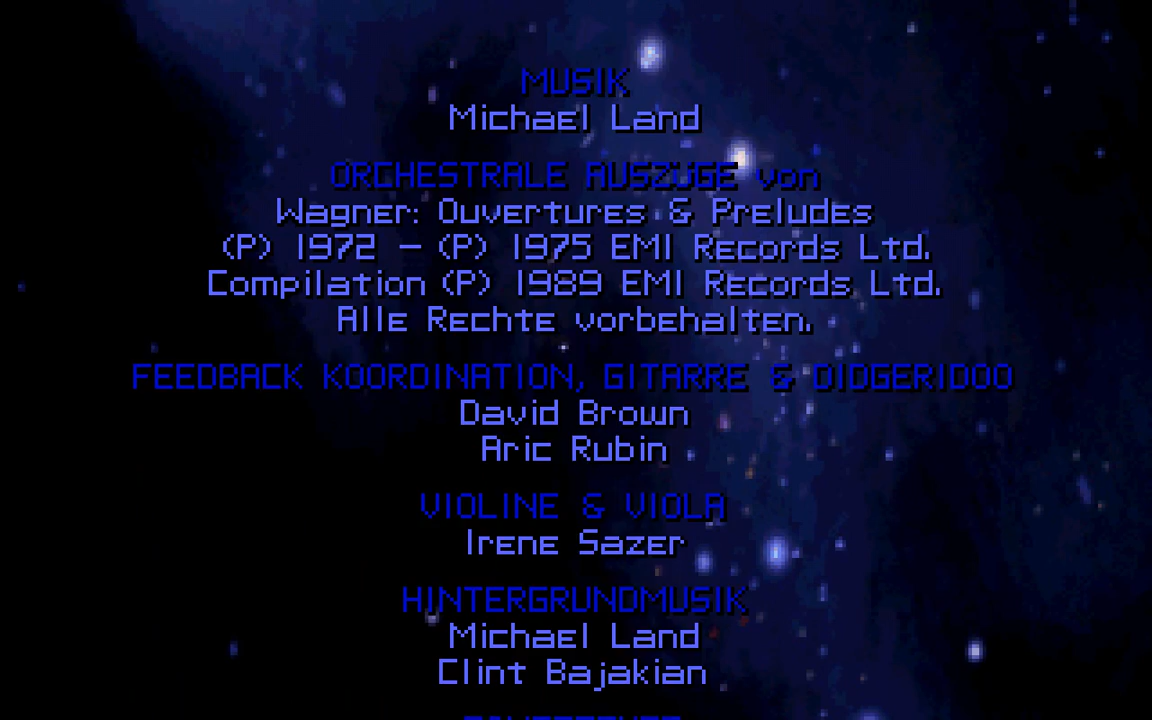 MUSIK
Michael Land
ORCHESTRALE AUSZÜGE von
Wagner: Ouvertures & Preludes
(P) 1972 - (P) 1975 EMI Records Ltd.
Compilation (P) 1989 EMI Records Ltd.
Alle Rechte vorbehalten.
FEEDBACK KOORDINATION, GITARRE & DIDGERIDOO
David Brown
Aric Rubin
VIOLINE & VIOLA
Irene Sazer
HINTERGRUNDMUSIK
Michael Land
Clint Bajakian